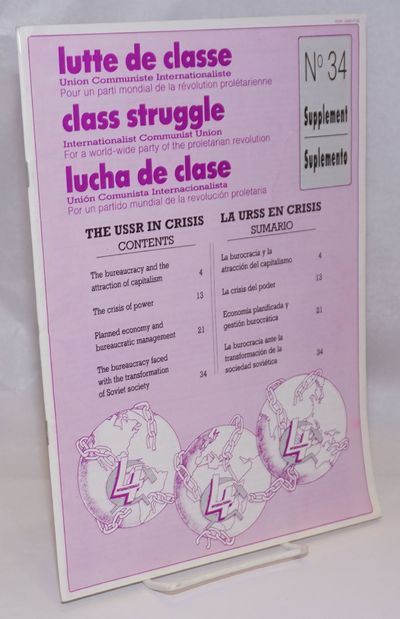 lutte de classe
Union Communiste Internationaliste
Pour un parti mondial de la révolution prolétarienne
class struggle
Internationalist Communist Union
For a world-wide party of the proletarian revolution
lucha de clase
Unión Comunista Internacionalista
Por un partido mundial de la revolución proletaria
No 34
Supplement
Suplemento
THE USSR IN CRISIS
CONTENTS
The bureaucracy and the
attraction of capitalism 4
The crisis of power 13
Planned economy and
bureaucratic management 21
The bureaucracy faced
with the transformation
of Soviet society 34
LA URSS EN CRISIS
SUMARIO
La burocracia y la
atracción del capitalismo 4
La crisis del poder 13
Economía planificada y
gestión burocrática 21
La burocracia ante la
transformación de la
sociedad soviética 34